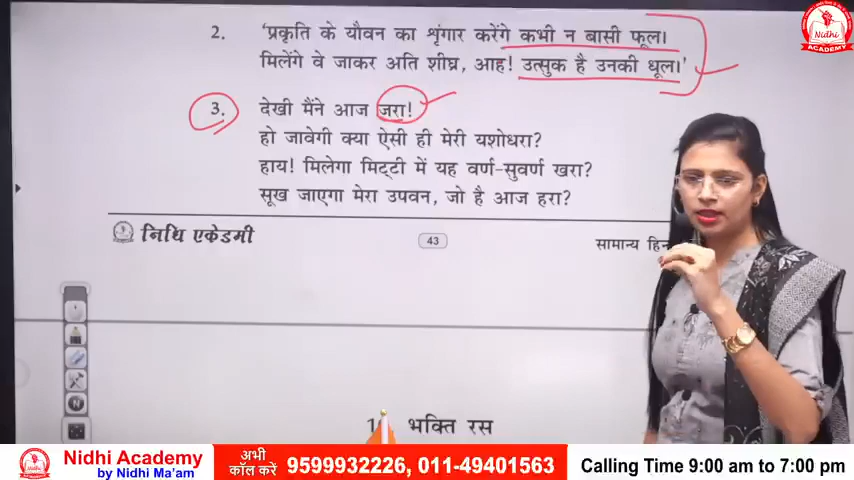 2. 'प्रकृति के यौवन का श्रृंगार करेंगे कभी न बासी फूल।
मिलेंगे वे जाकर अति शीघ्र, आह! उत्सुक है उनकी धूल।'
3. देखी मैंने आज जरा!
हो जावेगी क्या ऐसी ही मेरी यशोधरा?
हाय! मिलेगा मिट्टी में यह वर्ण-सुवर्ण खरा?
सूख जाएगा मेरा उपवन, जो है आज हरा?
निधि एकेडमी
43
सामान्य
भक्ति रस
Nidhi
ACADEMY
Nidhi Academy
by Nidhi Ma'am
अभी
कॉल करें
9599932226, 011-49401563
Calling Time 9:00 am to 7:00 pm